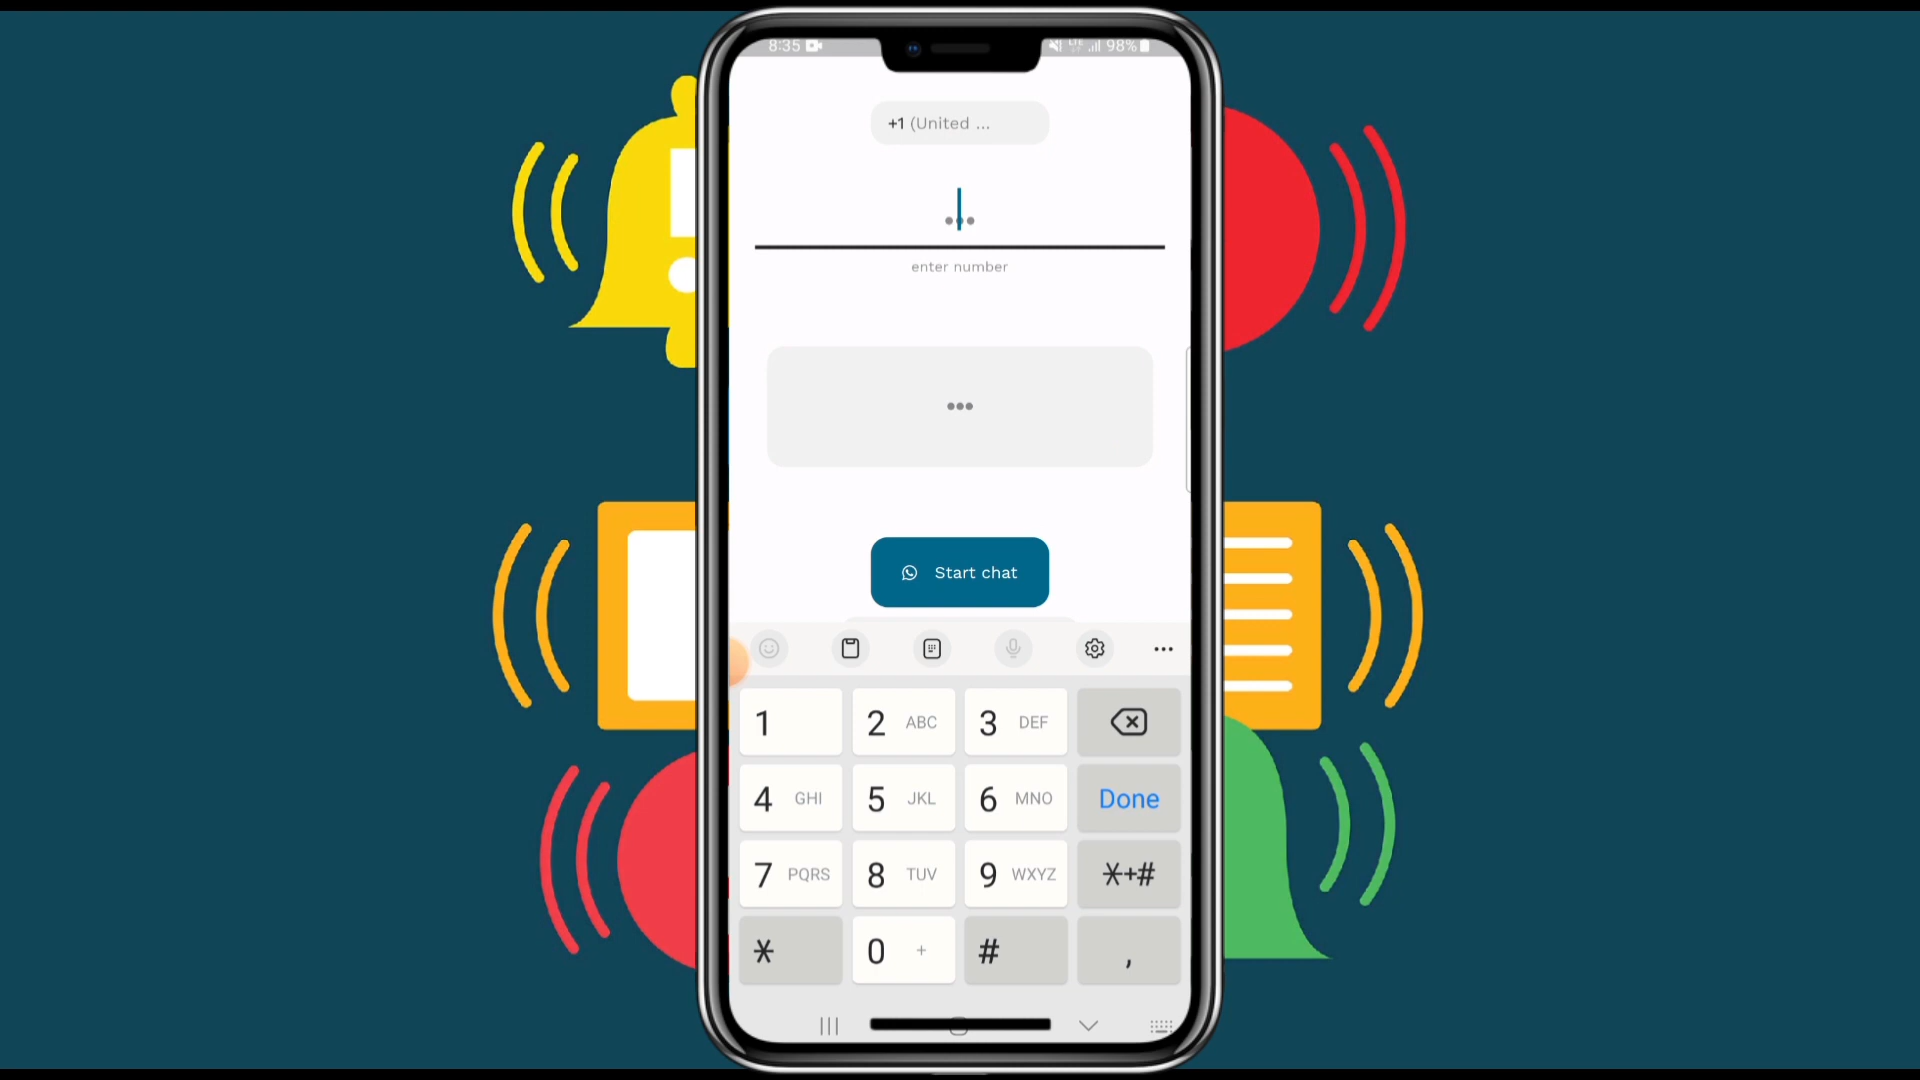 8:35 LTE 98%
+1 (United ...
...
enter number
...
Start chat
...
1 2 ABC 3 DEF
4 GHI 5 JKL 6 MNO Done
7 PQRS 8 TUV 9 WXYZ *+#
* 0 + # ,